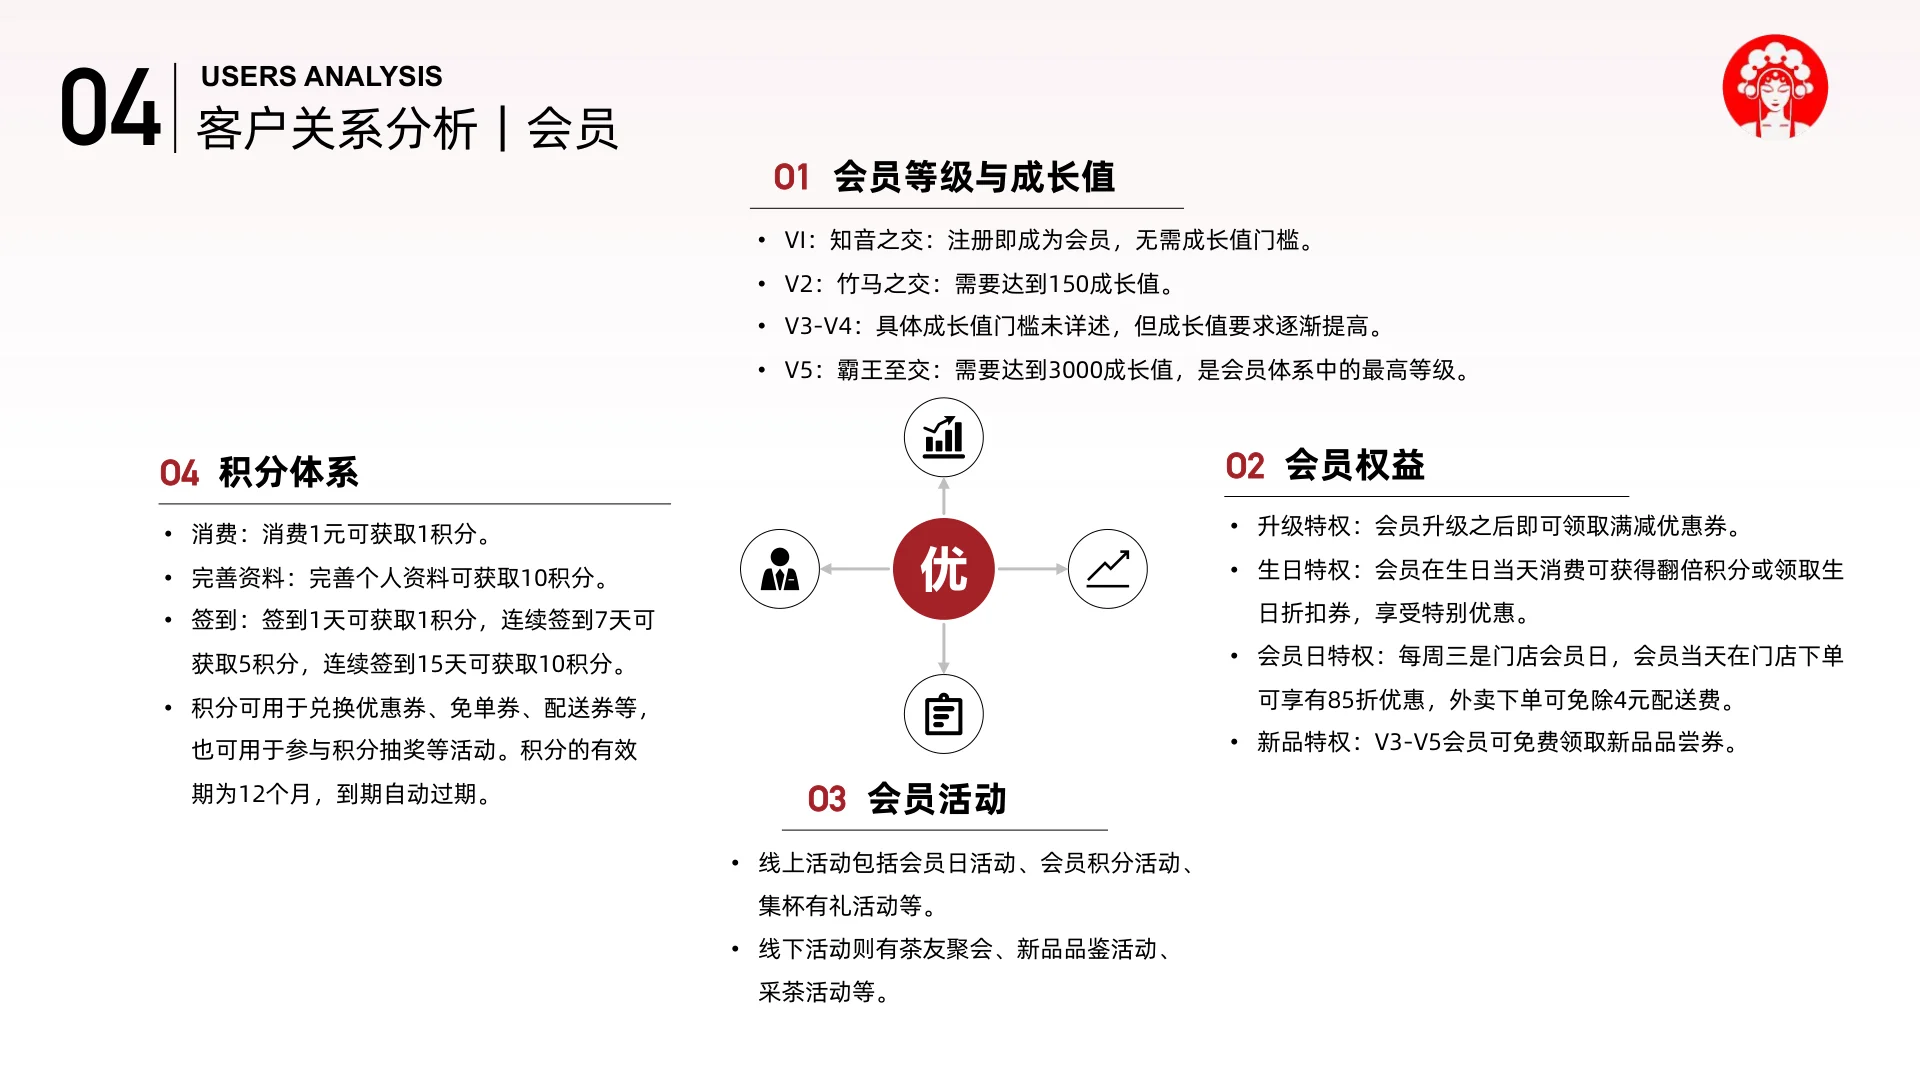 04
USERS ANALYSIS
客户关系分析｜会员
01 会员等级与成长值
• VI：知音之交：注册即成为会员，无需成长值门槛。
• V2：竹马之交：需要达到150成长值。
• V3-V4：具体成长值门槛未详述，但成长值要求逐渐提高。
• V5：霸王至交：需要达到3000成长值，是会员体系中的最高等级。
优
02 会员权益
• 升级特权：会员升级之后即可领取满减优惠券。
• 生日特权：会员在生日当天消费可获得翻倍积分或领取生
日折扣券，享受特别优惠。
• 会员日特权：每周三是门店会员日，会员当天在门店下单
可享有85折优惠，外卖下单可免除4元配送费。
• 新品特权：V3-V5会员可免费领取新品品尝券。
03 会员活动
• 线上活动包括会员日活动、会员积分活动、
集杯有礼活动等。
• 线下活动则有茶友聚会、新品品鉴活动、
采茶活动等。
04 积分体系
• 消费：消费1元可获取1积分。
• 完善资料：完善个人资料可获取10积分。
• 签到：签到1天可获取1积分，连续签到7天可
获取5积分，连续签到15天可获取10积分。
• 积分可用于兑换优惠券、免单券、配送券等，
也可用于参与积分抽奖等活动。积分的有效
期为12个月，到期自动过期。